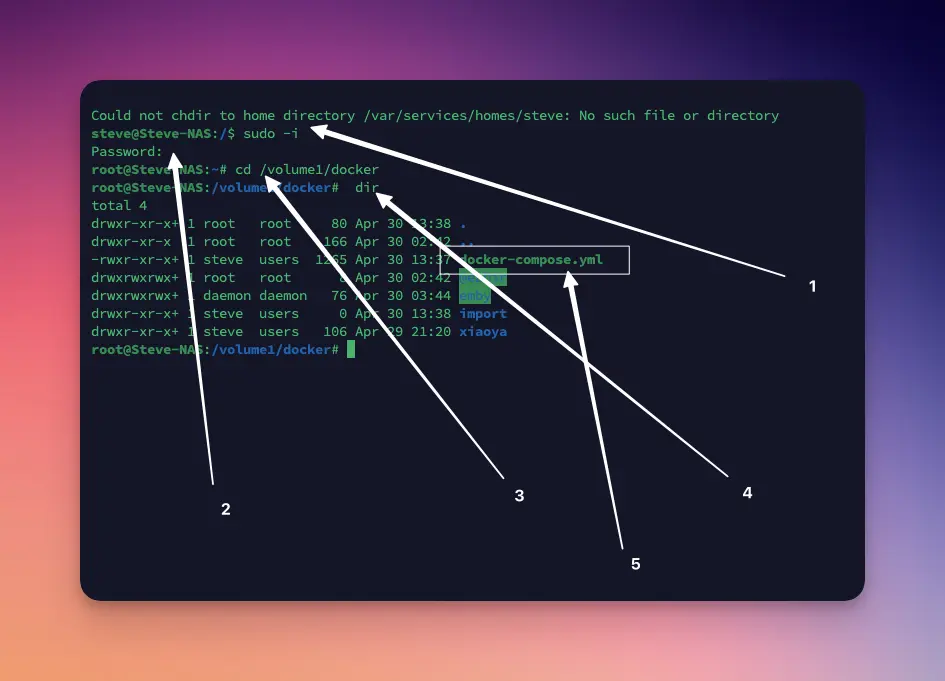 Could not chdir to home directory /var/services/homes/steve: No such file or directory
steve@Steve-NAS:/$ sudo -i
Password:
root@Steve-NAS:~# cd /volume1/docker
root@Steve-NAS:/volume1/docker# dir
total 4
drwxr-xr-x+ 1 root root 80 Apr 30 13:38 .
drwxr-xr-x 1 root root 166 Apr 30 02:42 ..
-rwxr-xr-x+ 1 steve users 1265 Apr 30 13:37 docker-compose.yml
drwxrwxrwx+ 1 root root 8 Apr 30 02:42
drwxrwxrwx+ 1 daemon daemon 76 Apr 30 03:44 emby
drwxr-xr-x+ 1 steve users 0 Apr 30 13:38 import
drwxr-xr-x+ 1 steve users 106 Apr 29 21:20 xiaoya
root@Steve-NAS:/volume1/docker#
1
2
3
4
5